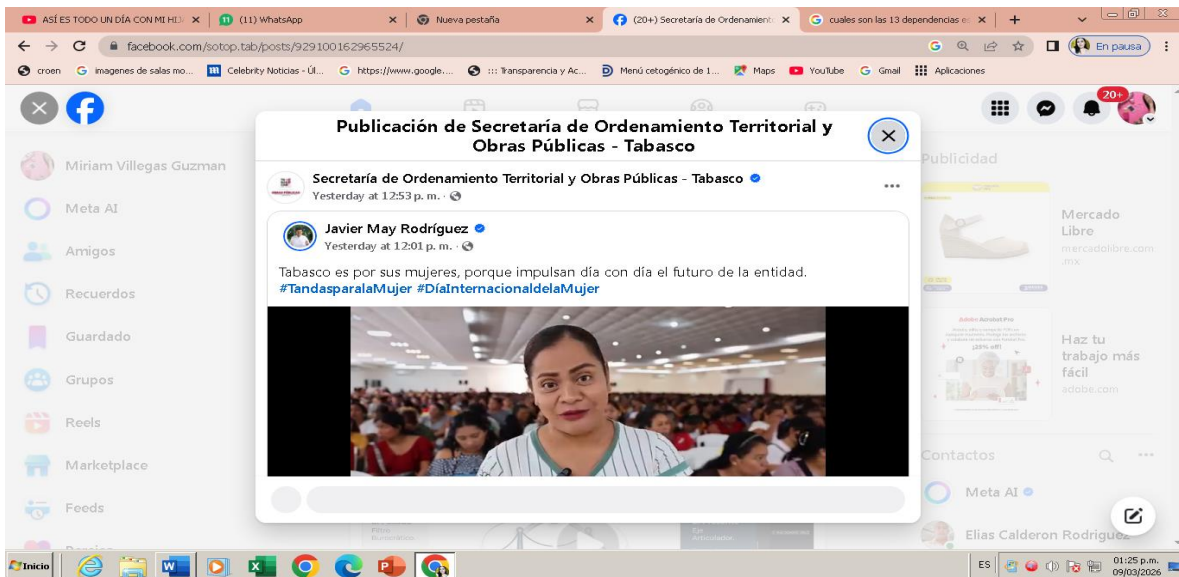 ASÍ ES TODO UN DÍA CON MI HIJ
(11) WhatsApp
Nueva pestaña
(20+) Secretaría de Ordenamient
cuales son las 13 dependencias e
facebook.com/sotop.tab/posts/929100162965524/
En pausa
croen
imagenes de salas mo...
Celebrity Noticias - Úl...
https://www.google....
::: Transparencia y Ac...
Menú cetogénico de 1...
Maps
YouTube
Gmail
Aplicaciones
20+
Publicación de Secretaría de Ordenamiento Territorial y
Obras Públicas - Tabasco
Secretaría de Ordenamiento Territorial y Obras Públicas - Tabasco
Yesterday at 12:53 p. m. ·
Javier May Rodríguez
Yesterday at 12:01 p. m. ·
Tabasco es por sus mujeres, porque impulsan día con día el futuro de la entidad.
#TandasparalaMujer #DíaInternacionaldelaMujer
Miriam Villegas Guzman
Meta AI
Amigos
Recuerdos
Guardado
Grupos
Reels
Marketplace
Feeds
Publicidad
Mercado
Libre
mercadolibre.com
.mx
Adobe Acrobat Pro
¡25% off!
Haz tu
trabajo más
fácil
adobe.com
Contactos
Meta AI
Elias Calderon Rodriguez
Inicio
ES
01:25 p.m.
09/03/2026